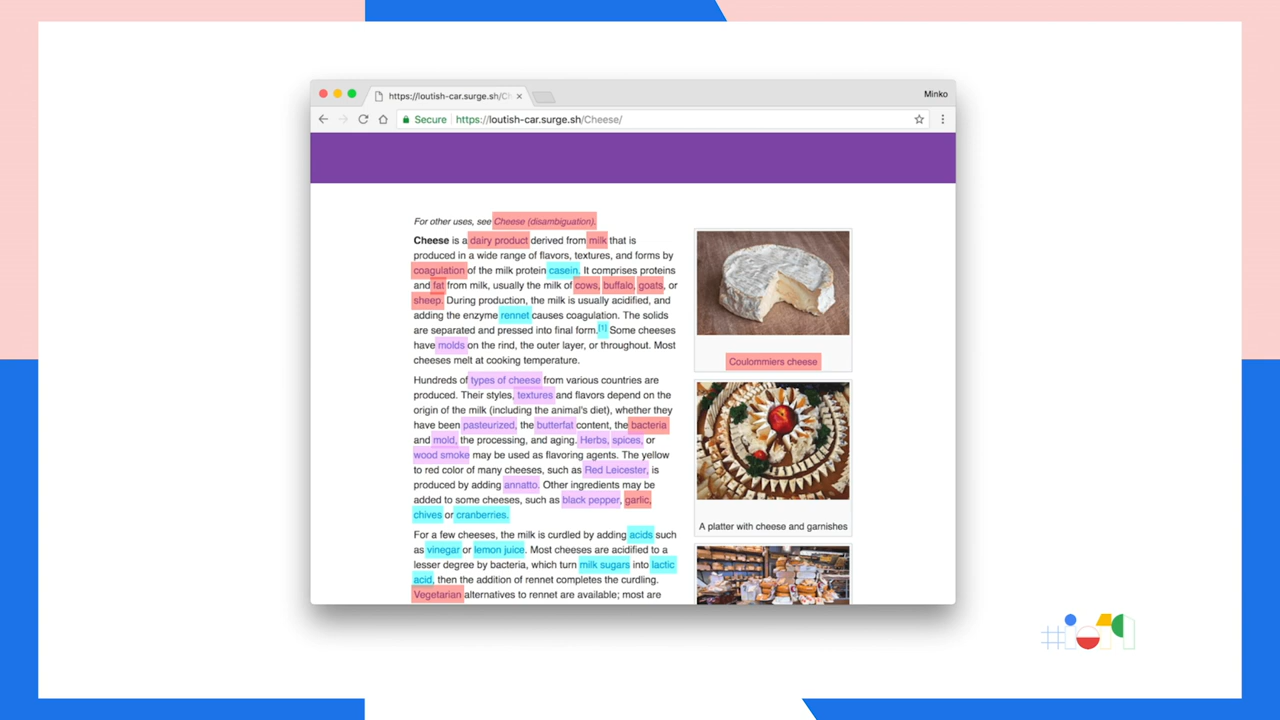 https://loutish-car.surge.sh/C
Minko
Secure https://loutish-car.surge.sh/Cheese/
For other uses, see Cheese (disambiguation).
Cheese is a dairy product derived from milk that is
produced in a wide range of flavors, textures, and forms by
coagulation of the milk protein casein. It comprises proteins
and fat from milk, usually the milk of cows, buffalo, goats, or
sheep. During production, the milk is usually acidified, and
adding the enzyme rennet causes coagulation. The solids
are separated and pressed into final form.[1] Some cheeses
have molds on the rind, the outer layer, or throughout. Most
cheeses melt at cooking temperature.
Hundreds of types of cheese from various countries are
produced. Their styles, textures and flavors depend on the
origin of the milk (including the animal's diet), whether they
have been pasteurized, the butterfat content, the bacteria
and mold, the processing, and aging. Herbs, spices, or
wood smoke may be used as flavoring agents. The yellow
to red color of many cheeses, such as Red Leicester, is
produced by adding annatto. Other ingredients may be
added to some cheeses, such as black pepper, garlic,
chives or cranberries.
For a few cheeses, the milk is curdled by adding acids such
as vinegar or lemon juice. Most cheeses are acidified to a
lesser degree by bacteria, which turn milk sugars into lactic
acid, then the addition of rennet completes the curdling.
Vegetarian alternatives to rennet are available; most are
Coulommiers cheese
A platter with cheese and garnishes
#io19